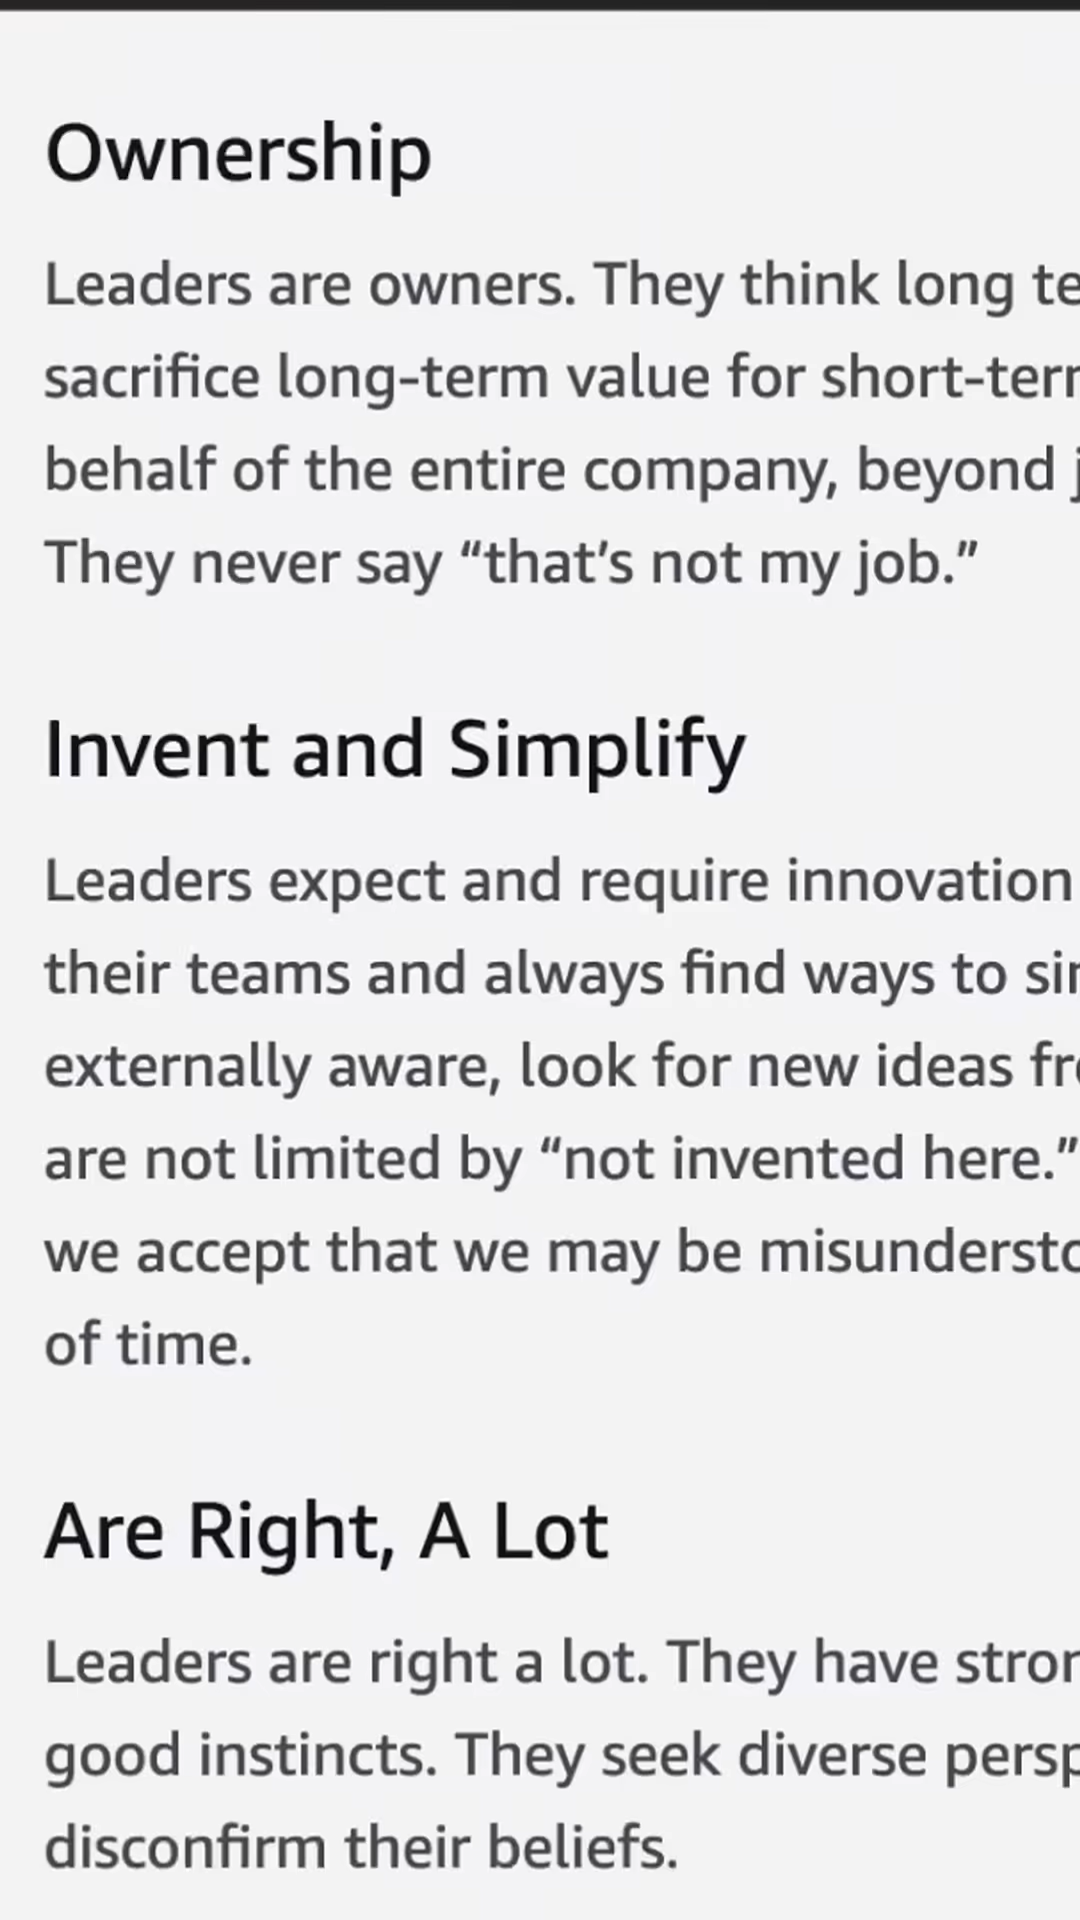 Ownership
Leaders are owners. They think long te
sacrifice long-term value for short-terr
behalf of the entire company, beyond j
They never say “that’s not my job.”
Invent and Simplify
Leaders expect and require innovation
their teams and always find ways to sir
externally aware, look for new ideas fro
are not limited by “not invented here.”
we accept that we may be misundersto
of time.
Are Right, A Lot
Leaders are right a lot. They have stror
good instincts. They seek diverse persp
disconfirm their beliefs.